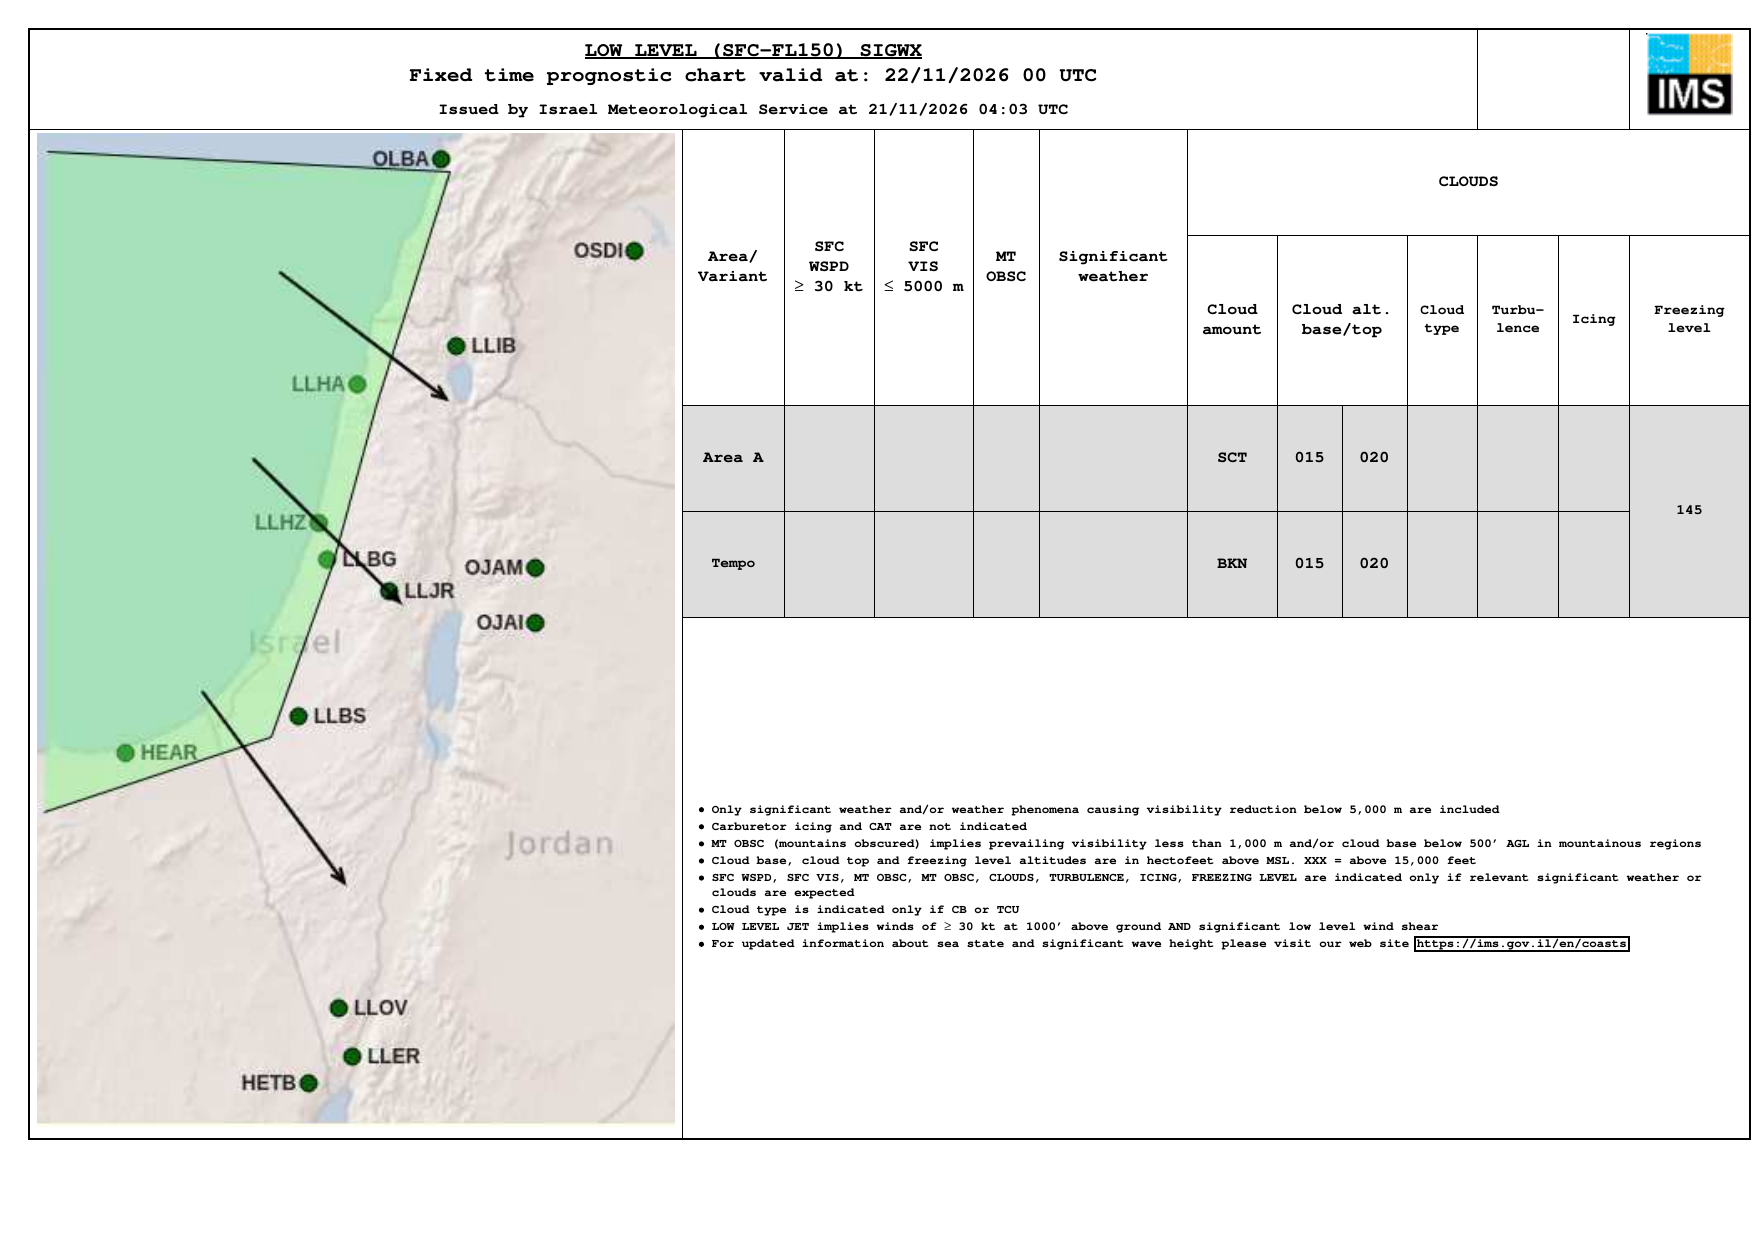 LOW LEVEL (SFC-FL150) SIGWX
Fixed time prognostic chart valid at: 22/11/2026 00 UTC
Issued by Israel Meteorological Service at 21/11/2026 04:03 UTC
IMS
OLBA
OSDI
LLIB
LLHA
LLHZ
LLBG
OJAM
LLJR
OJAI
Israel
LLBS
HEAR
Jordan
LLOV
LLER
HETB
Area/
Variant
SFC
WSPD
≥ 30 kt
SFC
VIS
≤ 5000 m
MT
OBSC
Significant
weather
CLOUDS
Cloud
amount
Cloud alt.
base/top
Cloud
type
Turbu-
lence
Icing
Freezing
level
Area A SCT 015 020
145
Tempo BKN 015 020
• Only significant weather and/or weather phenomena causing visibility reduction below 5,000 m are included
• Carburetor icing and CAT are not indicated
• MT OBSC (mountains obscured) implies prevailing visibility less than 1,000 m and/or cloud base below 500' AGL in mountainous regions
• Cloud base, cloud top and freezing level altitudes are in hectofeet above MSL. XXX = above 15,000 feet
• SFC WSPD, SFC VIS, MT OBSC, MT OBSC, CLOUDS, TURBULENCE, ICING, FREEZING LEVEL are indicated only if relevant significant weather or
clouds are expected
• Cloud type is indicated only if CB or TCU
• LOW LEVEL JET implies winds of ≥ 30 kt at 1000' above ground AND significant low level wind shear
• For updated information about sea state and significant wave height please visit our web site https://ims.gov.il/en/coasts